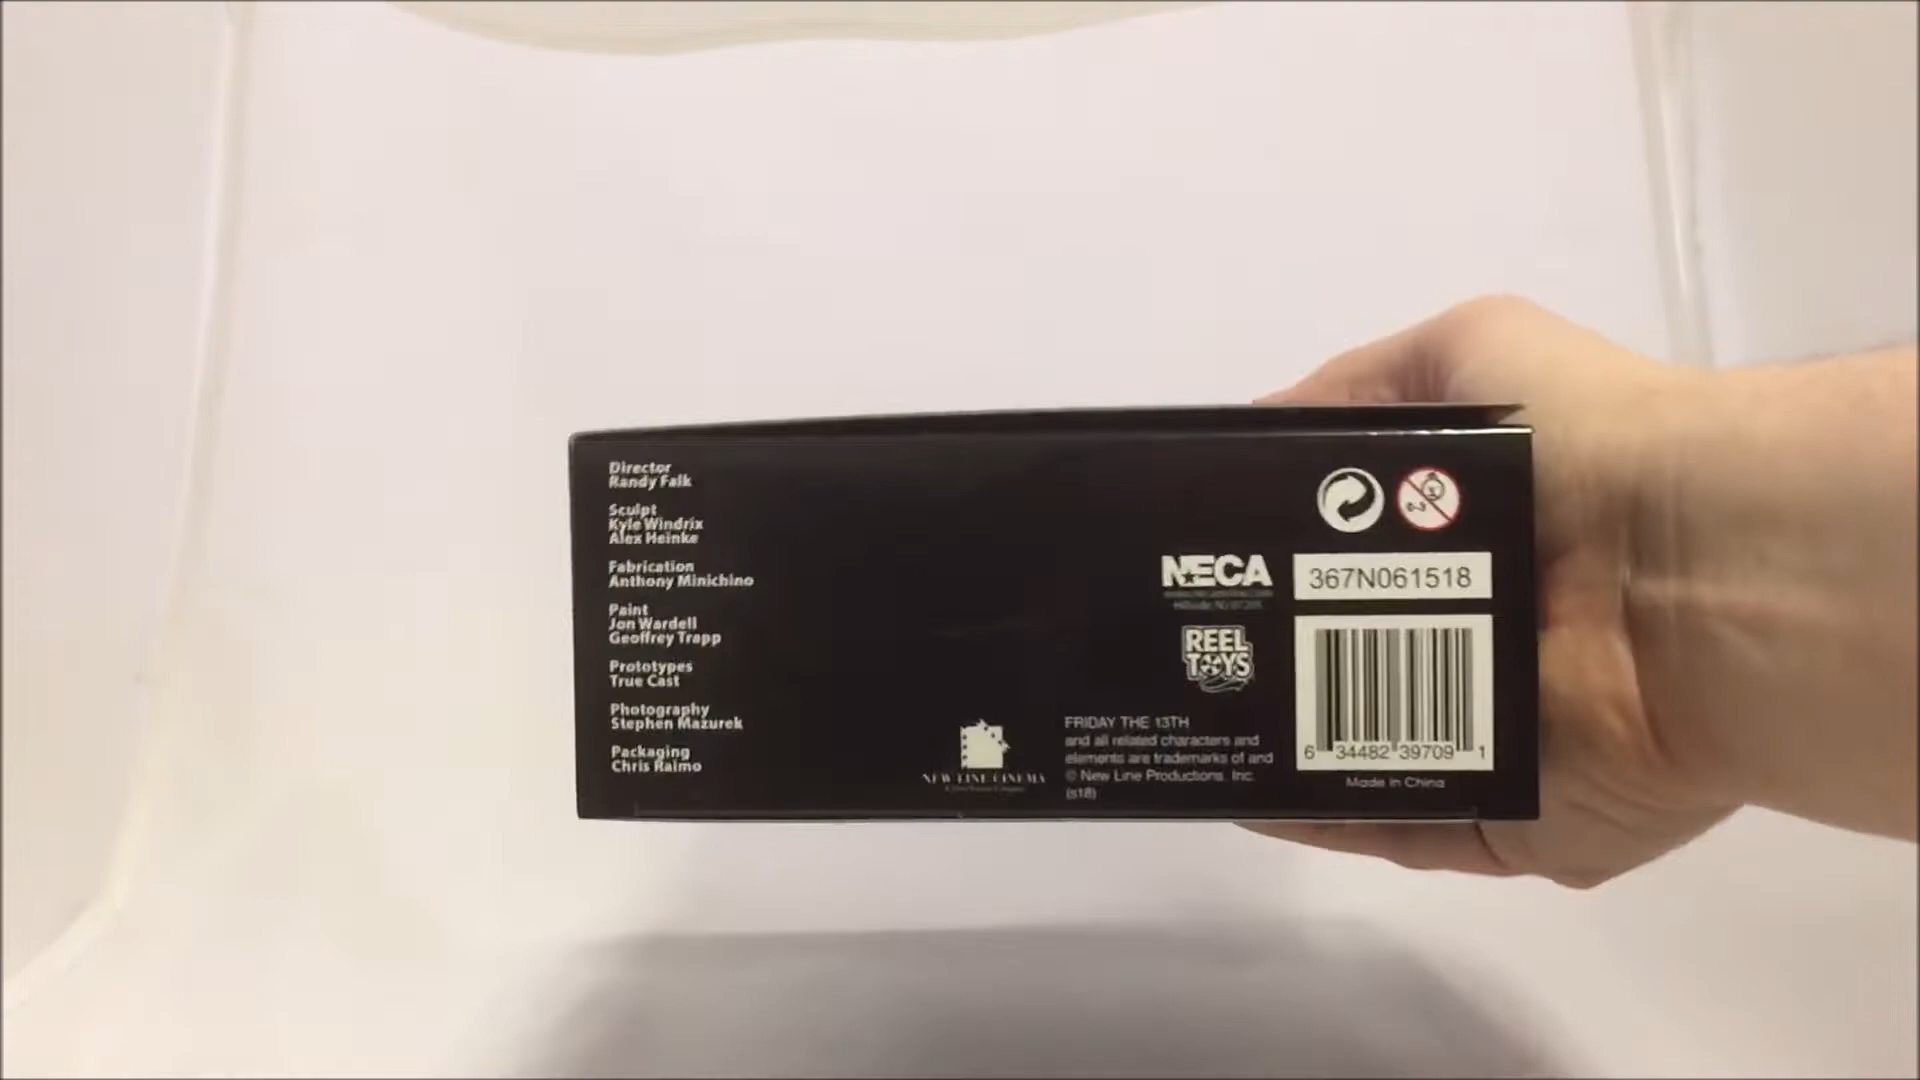 Director
Randy Falk
Sculpt
Kyle Windrix
Alex Heinke
Fabrication
Anthony Minichino
Paint
Jon Wardell
Geoffrey Trapp
Prototypes
True Cast
Photography
Stephen Mazurek
Packaging
Chris Raimo
NEW LINE CINEMA
FRIDAY THE 13TH
and all related characters and
elements are trademarks of and
© New Line Productions, Inc.
(s18)
NECA
REEL
TOYS
0-3
367N061518
6 34482 39709 1
Made in China